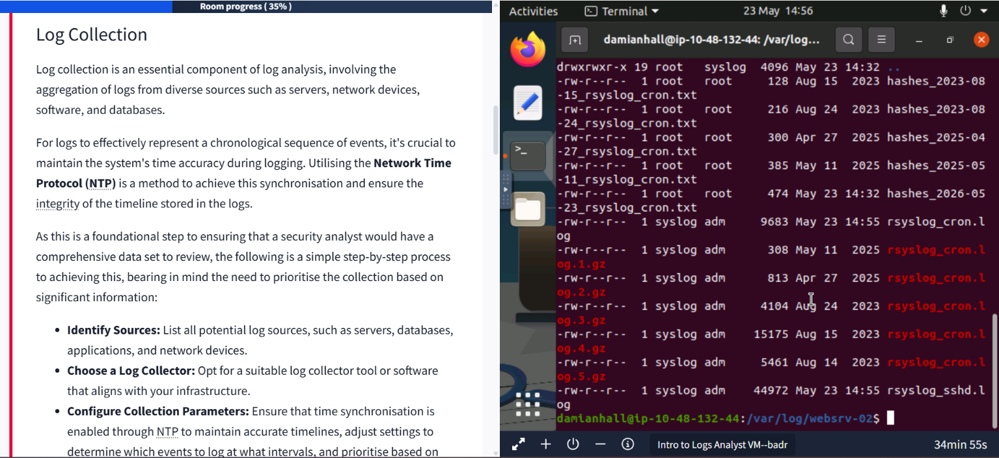 Room progress ( 35% )
Log Collection
Log collection is an essential component of log analysis, involving the
aggregation of logs from diverse sources such as servers, network devices,
software, and databases.
For logs to effectively represent a chronological sequence of events, it's crucial to
maintain the system's time accuracy during logging. Utilising the Network Time
Protocol (NTP) is a method to achieve this synchronisation and ensure the
integrity of the timeline stored in the logs.
As this is a foundational step to ensuring that a security analyst would have a
comprehensive data set to review, the following is a simple step-by-step process
to achieving this, bearing in mind the need to prioritise the collection based on
significant information:
• Identify Sources: List all potential log sources, such as servers, databases,
applications, and network devices.
• Choose a Log Collector: Opt for a suitable log collector tool or software
that aligns with your infrastructure.
• Configure Collection Parameters: Ensure that time synchronisation is
enabled through NTP to maintain accurate timelines, adjust settings to
determine which events to log at what intervals, and prioritise based on
Activities Terminal 23 May 14:56
damianhall@ip-10-48-132-44: /var/log...
drwxrwxr-x 19 root   syslog  4096 May 23 14:32 ..
-rw-r--r--  1 root   root     128 Aug 15  2023 hashes_2023-08
-15_rsyslog_cron.txt
-rw-r--r--  1 root   root     216 Aug 24  2023 hashes_2023-08
-24_rsyslog_cron.txt
-rw-r--r--  1 root   root     300 Apr 27  2025 hashes_2025-04
-27_rsyslog_cron.txt
-rw-r--r--  1 root   root     385 May 11  2025 hashes_2025-05
-11_rsyslog_cron.txt
-rw-r--r--  1 root   root     474 May 23 14:32 hashes_2026-05
-23_rsyslog_cron.txt
-rw-r--r--  1 syslog adm     9683 May 23 14:55 rsyslog_cron.l
og
-rw-r--r--  1 syslog adm      308 May 11  2025 rsyslog_cron.l
og.1.gz
-rw-r--r--  1 syslog adm      813 Apr 27  2025 rsyslog_cron.l
og.2.gz
-rw-r--r--  1 syslog adm     4104 Aug 24  2023 rsyslog_cron.l
og.3.gz
-rw-r--r--  1 syslog adm    15175 Aug 15  2023 rsyslog_cron.l
og.4.gz
-rw-r--r--  1 syslog adm     5461 Aug 14  2023 rsyslog_cron.l
og.5.gz
-rw-r--r--  1 syslog adm    44972 May 23 14:55 rsyslog_sshd.l
og
damianhall@ip-10-48-132-44:/var/log/websrv-02$
Intro to Logs Analyst VM--badr 34min 55s